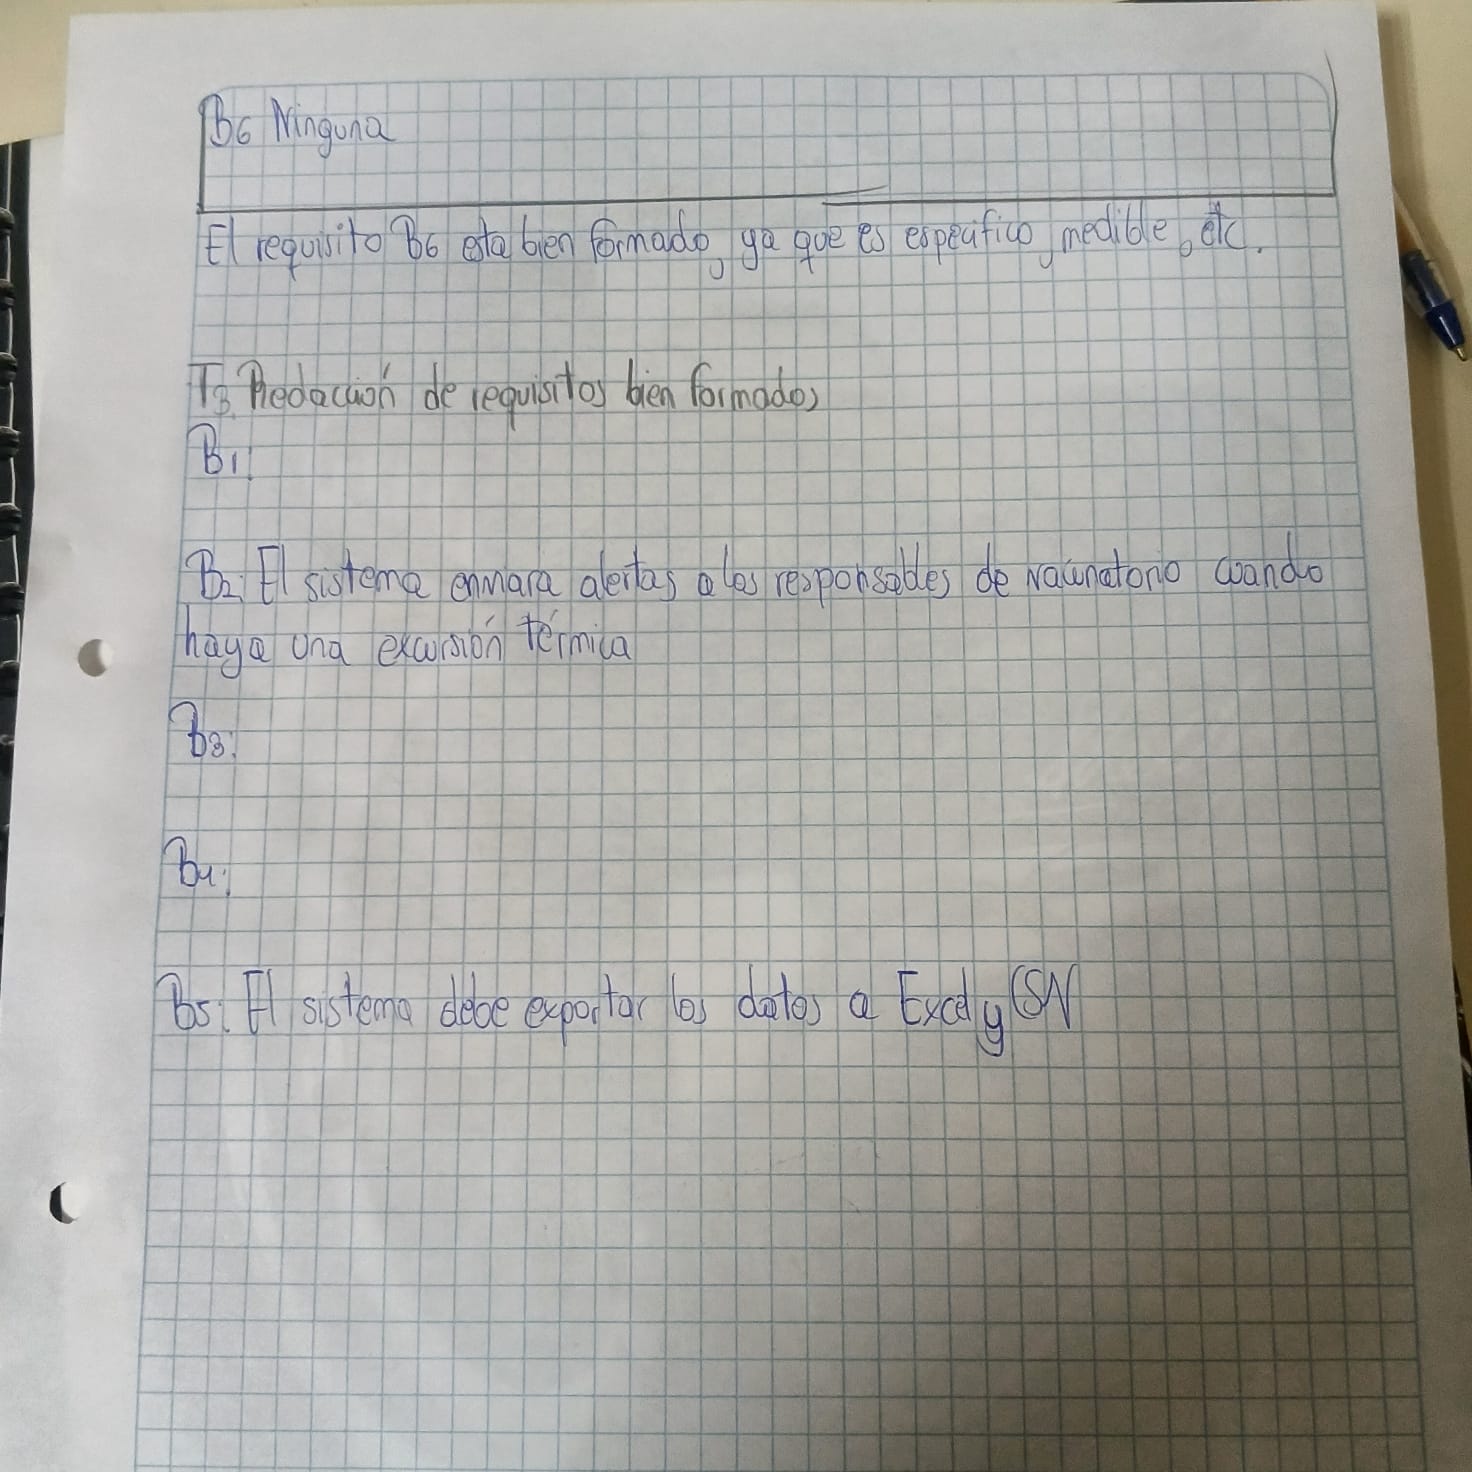 B6 Ninguna
El requisito B6 esta bien formado, ya que es especifico, medible, etc.
T3. Redacción de requisitos bien formados
B1:
B2: El sistema enviara alertas a los responsables de vacunatorio cuando
haya una excursión térmica
B3:
B4:
B5: El sistema debe exportar los datos a Excel y CSV